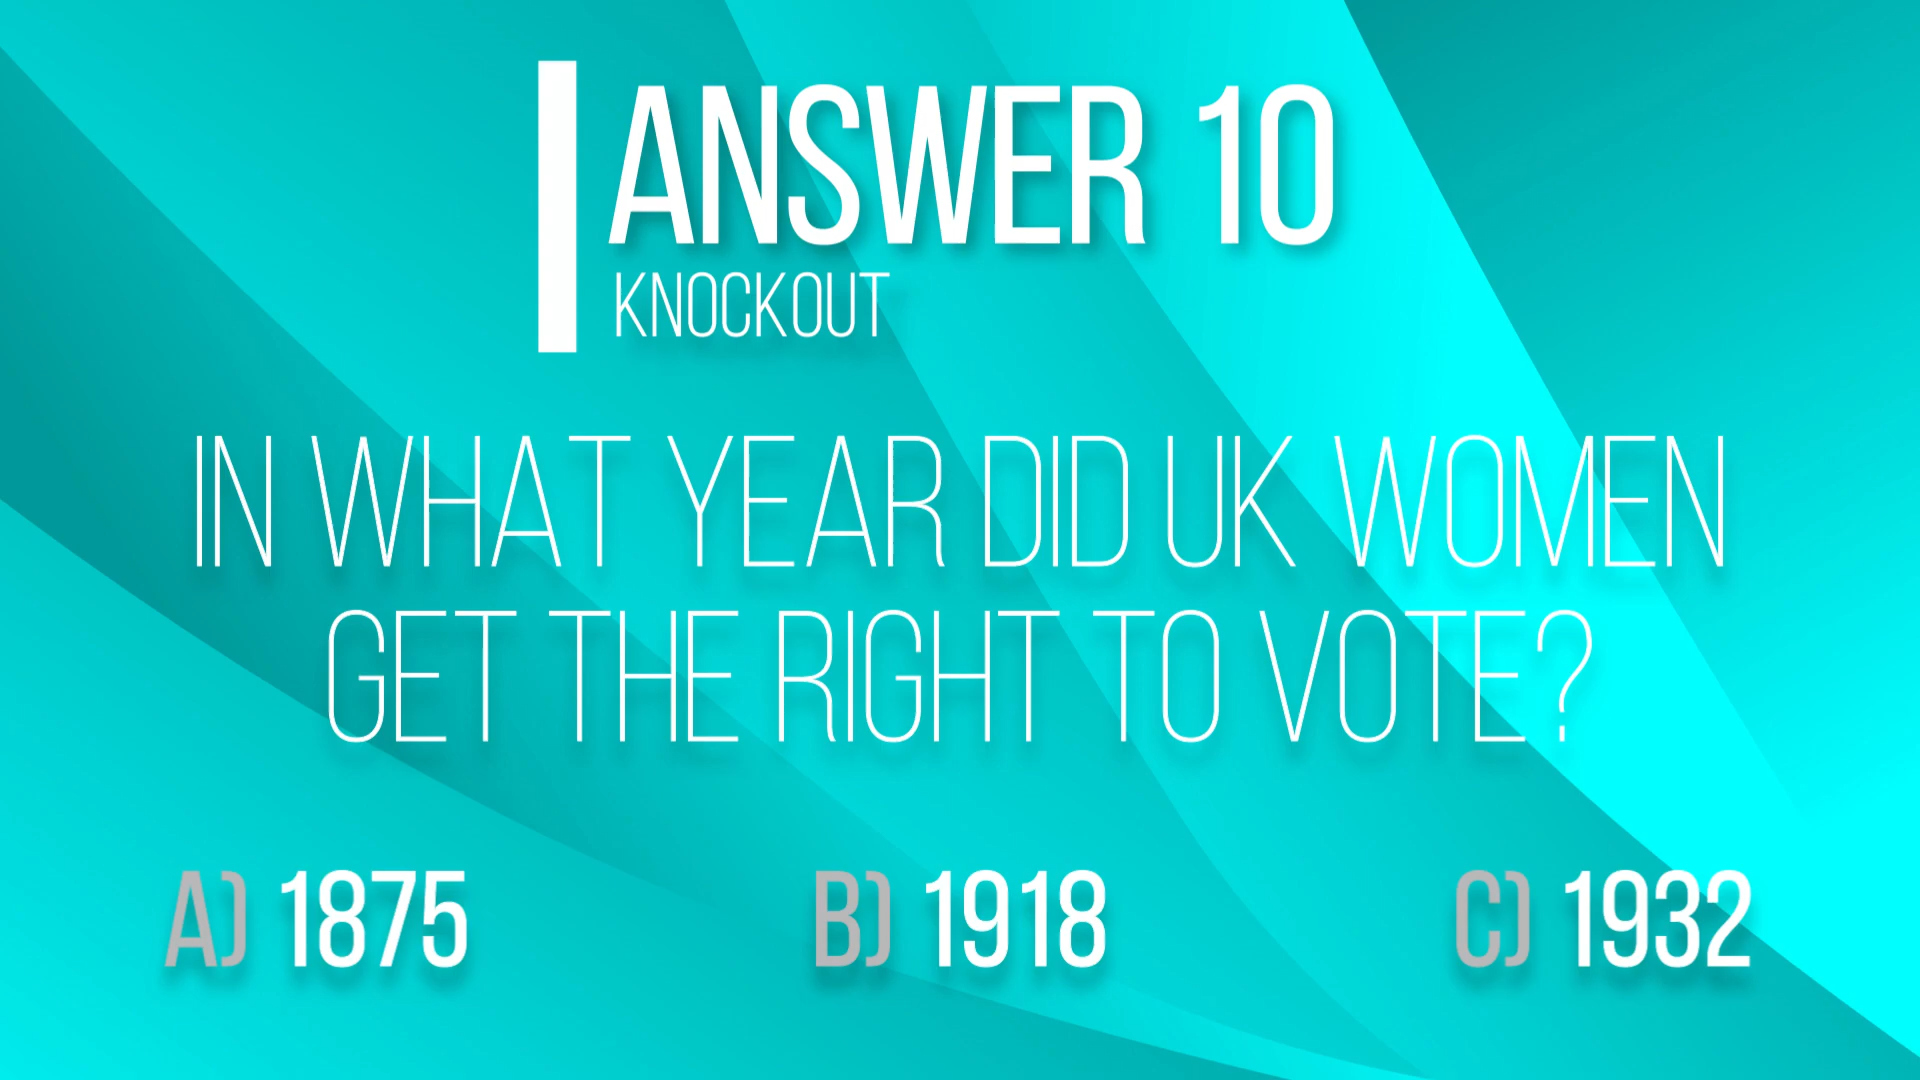 ANSWER 10
KNOCKOUT
IN WHAT YEAR DID UK WOMEN
GET THE RIGHT TO VOTE?
A) 1875 B) 1918 C) 1932